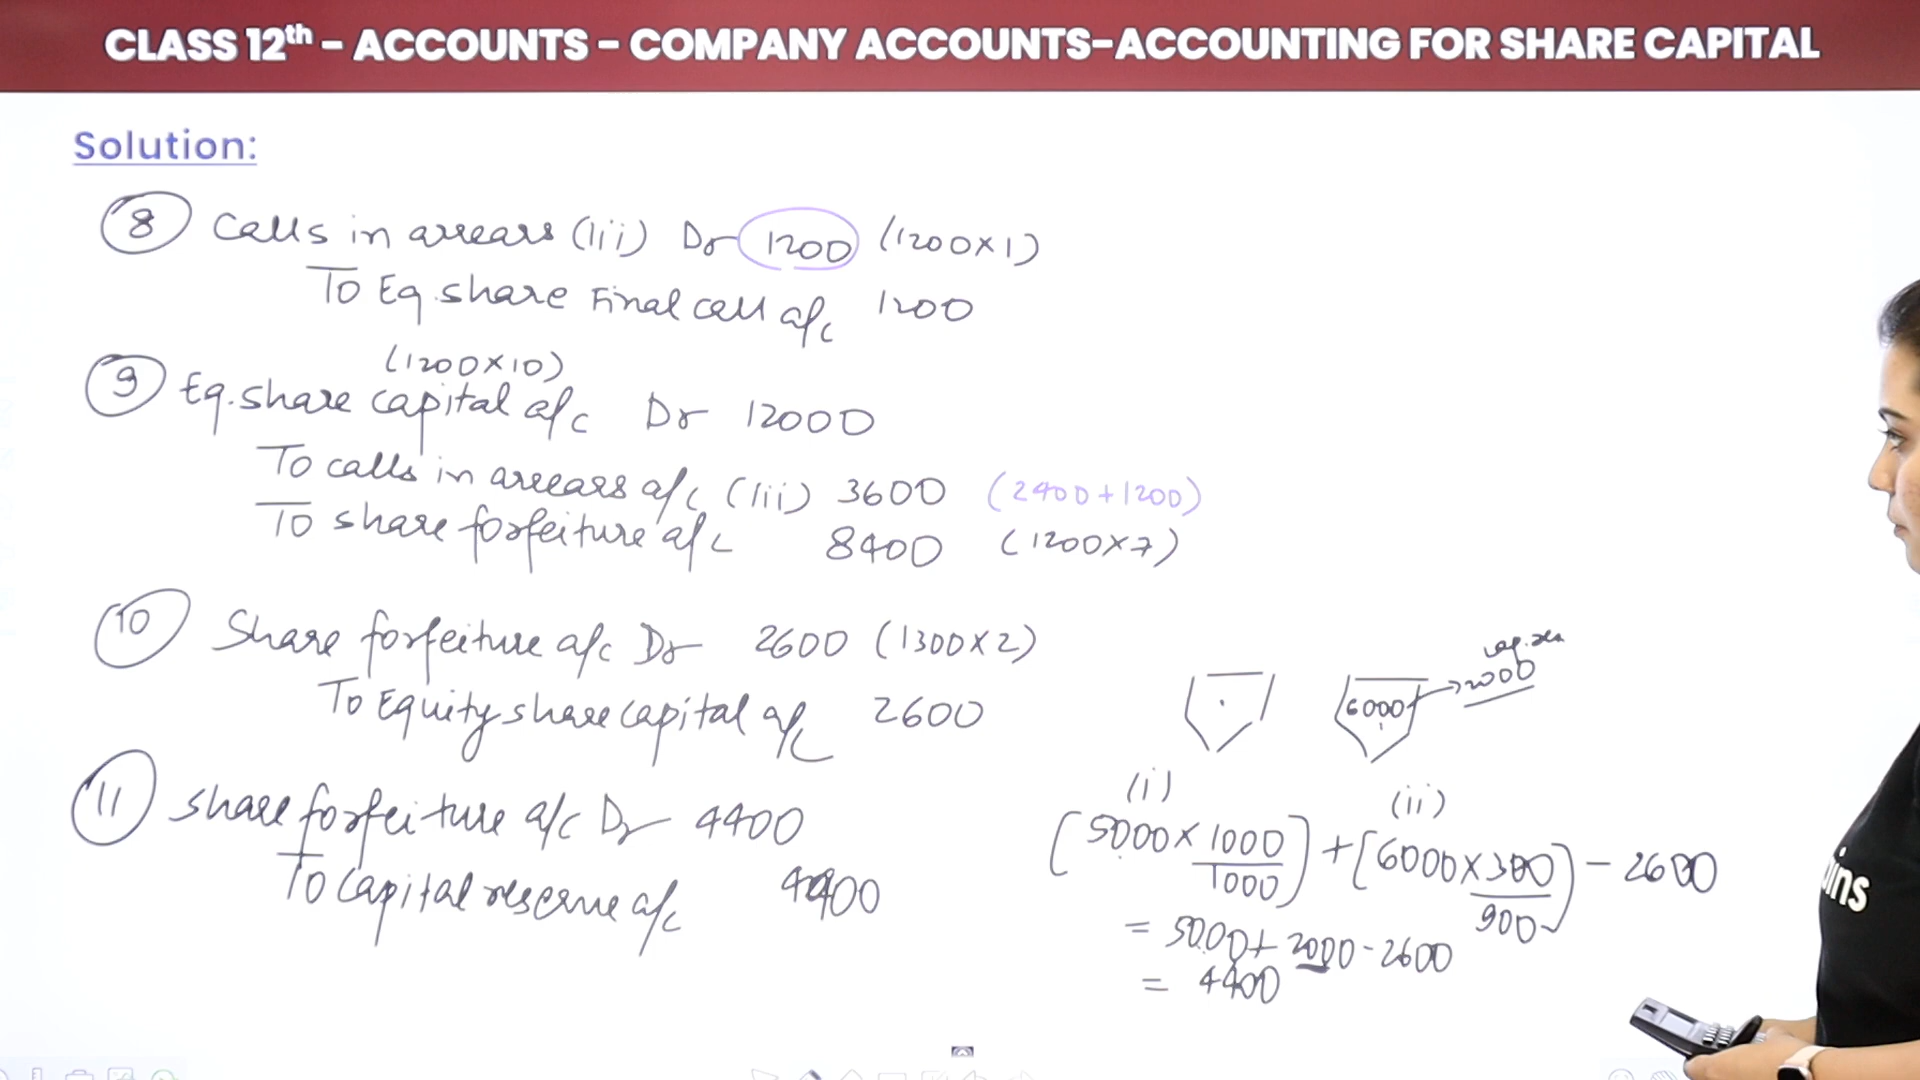 CLASS 12th - ACCOUNTS - COMPANY ACCOUNTS-ACCOUNTING FOR SHARE CAPITAL
Solution:
8 Calls in arrears (iii) Dr 1200 (1200×1)
To Eq.share Final call a/c 1200
(1200×10)
9 Eq.share capital a/c Dr 12000
To calls in arrears a/c (iii) 3600 (2400+1200)
To share forfeiture a/c 8400 (1200×7)
10 Share forfeiture a/c Dr 2600 (1300×2)
To Equity share capital a/c 2600
6000 → 2000
11 Share forfeiture a/c Dr 4400
To Capital reserve a/c 4400
(i) (ii)
[5000 × 1000/1000] + [6000×300/900] - 2600
= 5000 + 2000 - 2600
= 4400
ins